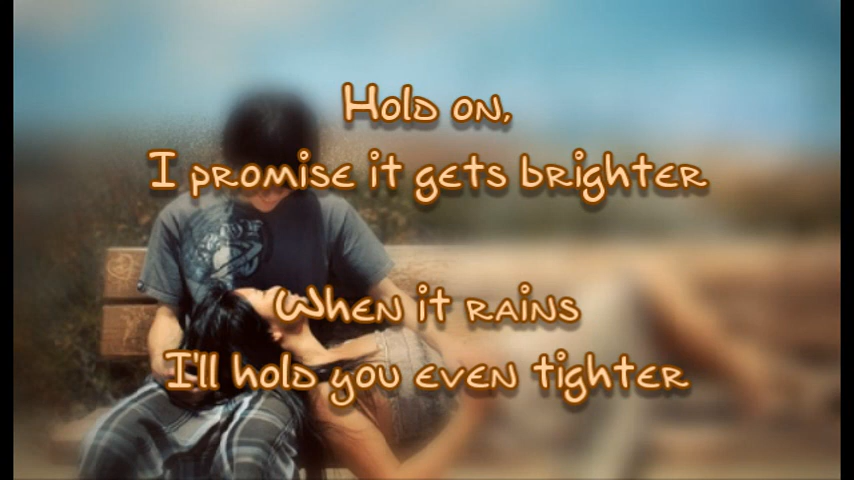 Hold on,
I promise it gets brighter
When it rains
I'll hold you even tighter